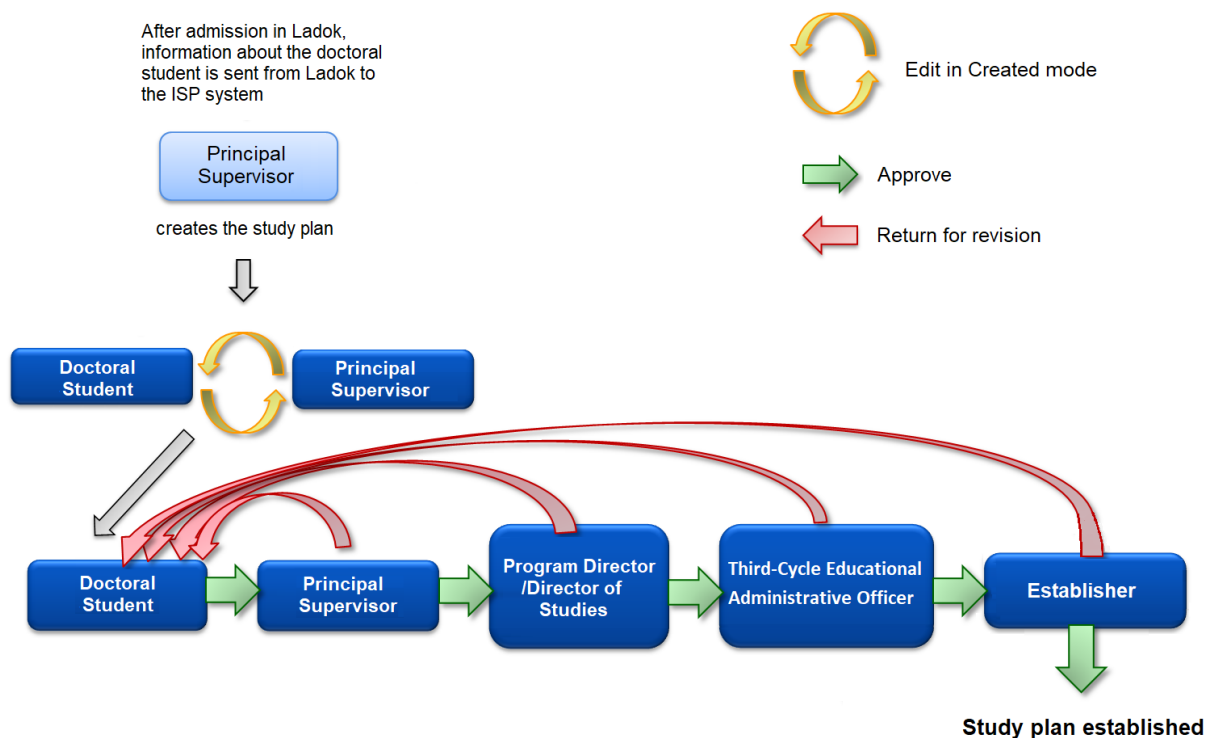 After admission in Ladok,
information about the doctoral
student is sent from Ladok to
the ISP system
Edit in Created mode
Principal
Supervisor
Approve
creates the study plan
Return for revision
Doctoral
Student
Principal
Supervisor
Doctoral
Student
Principal
Supervisor
Program Director
/Director of
Studies
Third-Cycle Educational
Administrative Officer
Establisher
Study plan established